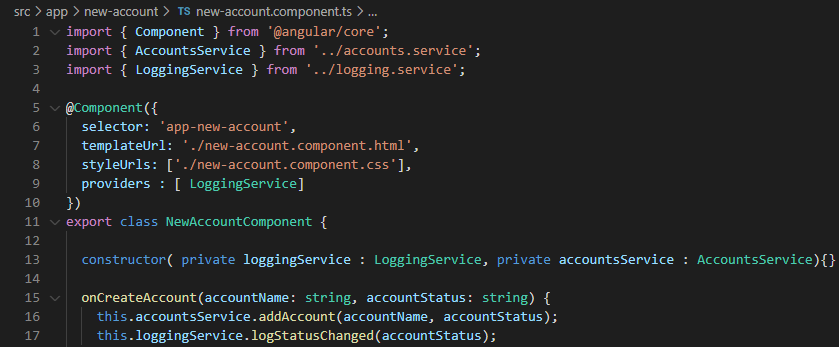 src > app > new-account > TS new-account.component.ts > ...
1 import { Component } from '@angular/core';
2 import { AccountsService } from '../accounts.service';
3 import { LoggingService } from '../logging.service';
4
5 @Component({
6   selector: 'app-new-account',
7   templateUrl: './new-account.component.html',
8   styleUrls: ['./new-account.component.css'],
9   providers : [ LoggingService]
10 })
11 export class NewAccountComponent {
12
13   constructor( private loggingService : LoggingService, private accountsService : AccountsService){}
14
15   onCreateAccount(accountName: string, accountStatus: string) {
16     this.accountsService.addAccount(accountName, accountStatus);
17     this.loggingService.logStatusChanged(accountStatus);